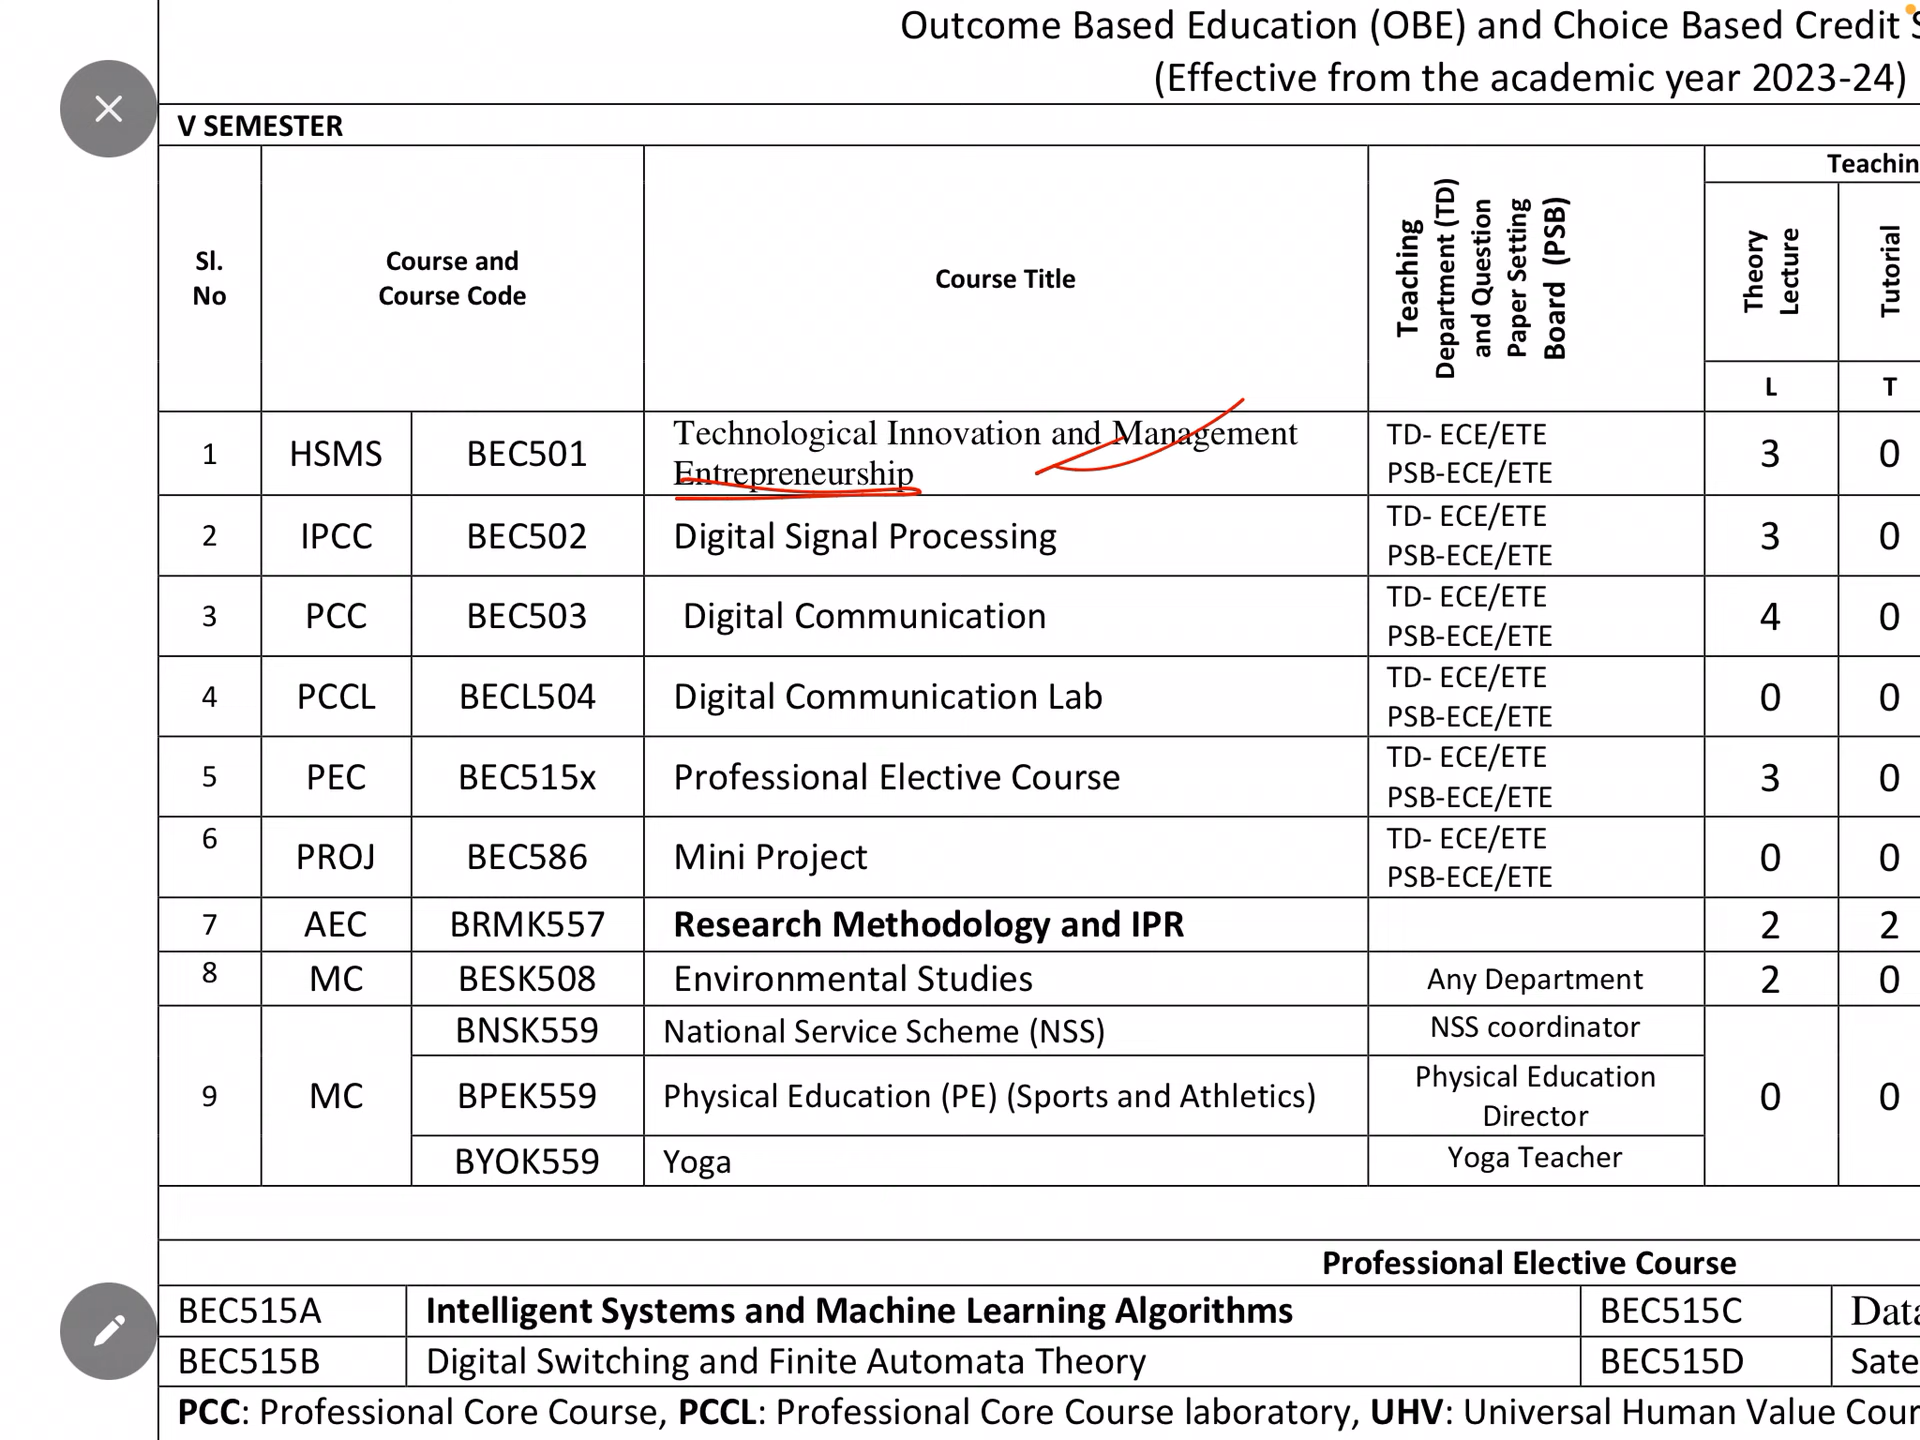 Outcome Based Education (OBE) and Choice Based Credit
(Effective from the academic year 2023-24)
V SEMESTER
Sl. No
Course and Course Code
Course Title
Teaching Department (TD) and Question Paper Setting Board (PSB)
Teachin
Theory Lecture
Tutorial
L
T
1 HSMS BEC501 Technological Innovation and Management Entrepreneurship TD- ECE/ETE PSB-ECE/ETE 3 0
2 IPCC BEC502 Digital Signal Processing TD- ECE/ETE PSB-ECE/ETE 3 0
3 PCC BEC503 Digital Communication TD- ECE/ETE PSB-ECE/ETE 4 0
4 PCCL BECL504 Digital Communication Lab TD- ECE/ETE PSB-ECE/ETE 0 0
5 PEC BEC515x Professional Elective Course TD- ECE/ETE PSB-ECE/ETE 3 0
6 PROJ BEC586 Mini Project TD- ECE/ETE PSB-ECE/ETE 0 0
7 AEC BRMK557 Research Methodology and IPR 2 2
8 MC BESK508 Environmental Studies Any Department 2 0
9 MC BNSK559 National Service Scheme (NSS) NSS coordinator
BPEK559 Physical Education (PE) (Sports and Athletics) Physical Education Director 0 0
BYOK559 Yoga Yoga Teacher
Professional Elective Course
BEC515A Intelligent Systems and Machine Learning Algorithms BEC515C Data
BEC515B Digital Switching and Finite Automata Theory BEC515D Sate
PCC: Professional Core Course, PCCL: Professional Core Course laboratory, UHV: Universal Human Value Cour